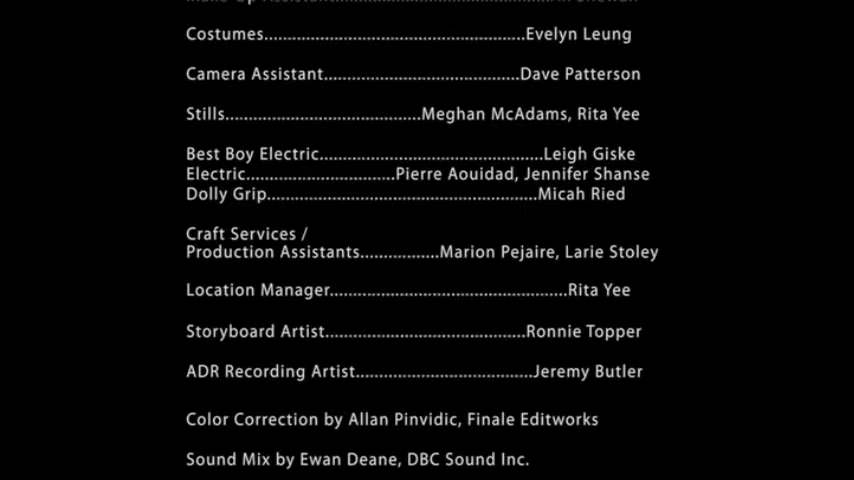 Costumes......................................................Evelyn Leung
Camera Assistant.........................................Dave Patterson
Stills.........................................Meghan McAdams, Rita Yee
Best Boy Electric...............................................Leigh Giske
Electric...............................Pierre Aouidad, Jennifer Shanse
Dolly Grip.........................................................Micah Ried
Craft Services /
Production Assistants.................Marion Pejaire, Larie Stoley
Location Manager..................................................Rita Yee
Storyboard Artist..........................................Ronnie Topper
ADR Recording Artist.....................................Jeremy Butler
Color Correction by Allan Pinvidic, Finale Editworks
Sound Mix by Ewan Deane, DBC Sound Inc.